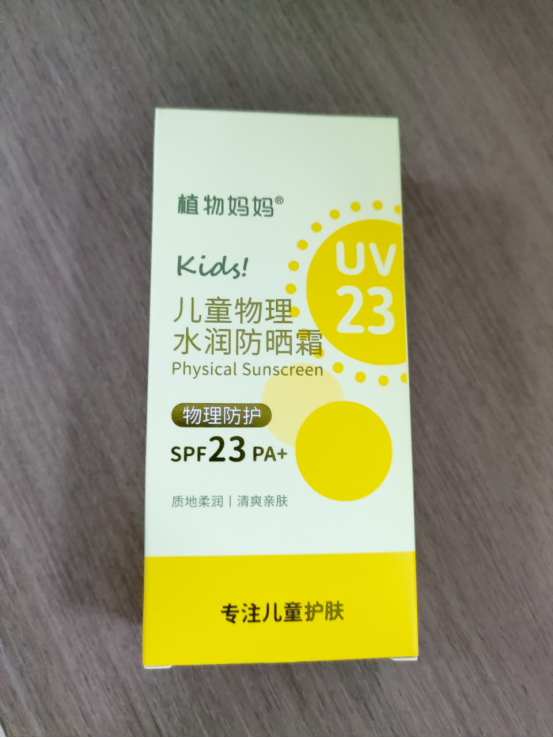 植物妈妈®
Kids!
UV
23
儿童物理
水润防晒霜
Physical Sunscreen
物理防护
SPF23 PA+
质地柔润丨清爽亲肤
专注儿童护肤